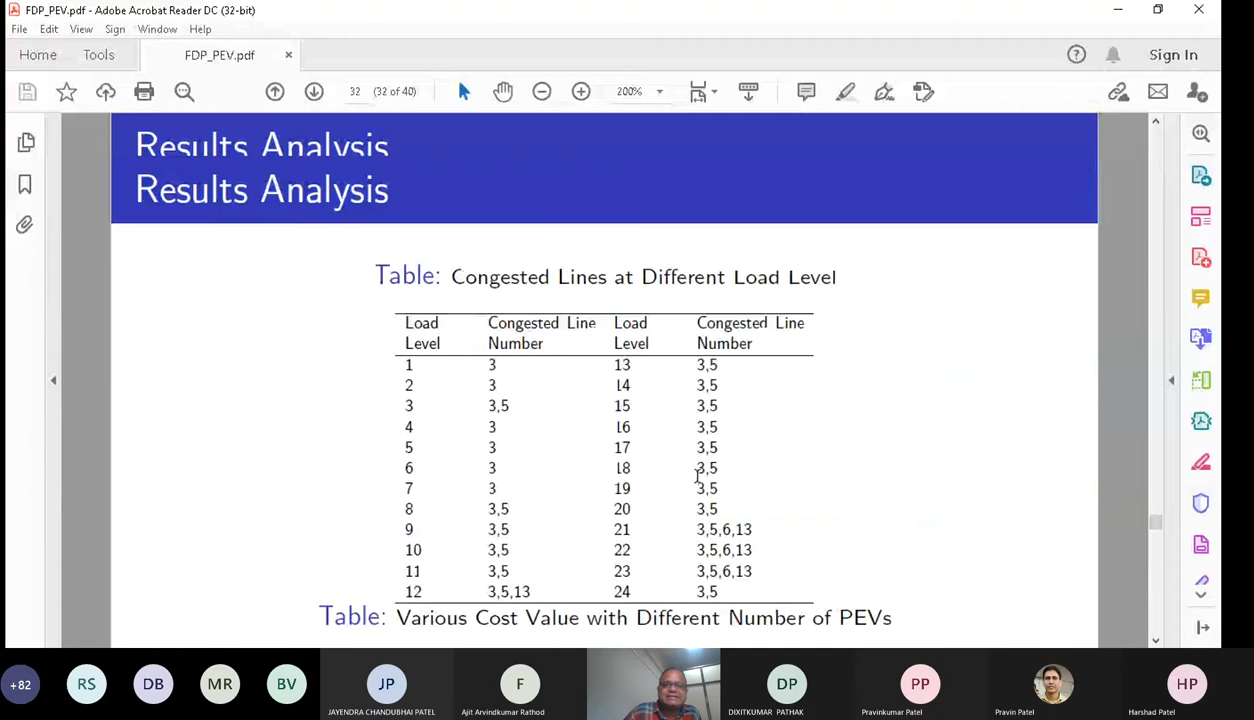 FDP_PEV.pdf - Adobe Acrobat Reader DC (32-bit)
File Edit View Sign Window Help
Home Tools FDP_PEV.pdf × Sign In
32 (32 of 40) 200%
Results Analysis
Results Analysis
Table: Congested Lines at Different Load Level
Load Congested Line Load Congested Line
Level Number Level Number
1 3 13 3,5
2 3 14 3,5
3 3,5 15 3,5
4 3 16 3,5
5 3 17 3,5
6 3 18 3,5
7 3 19 3,5
8 3,5 20 3,5
9 3,5 21 3,5,6,13
10 3,5 22 3,5,6,13
11 3,5 23 3,5,6,13
12 3,5,13 24 3,5
Table: Various Cost Value with Different Number of PEVs
+82 RS DB MR BV JP F DP PP HP
JAYENDRA CHANDUBHAI PATEL Ajit Arvindkumar Rathod DIXITKUMAR PATHAK Pravinkumar Patel Pravin Patel Harshad Patel